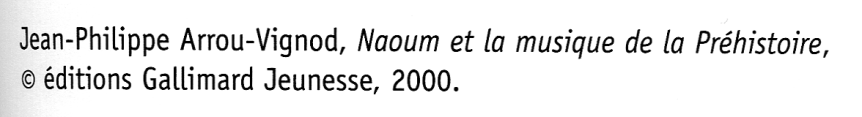 Jean-Philippe Arrou-Vignod, Naoum et la musique de la Préhistoire,
© éditions Gallimard Jeunesse, 2000.